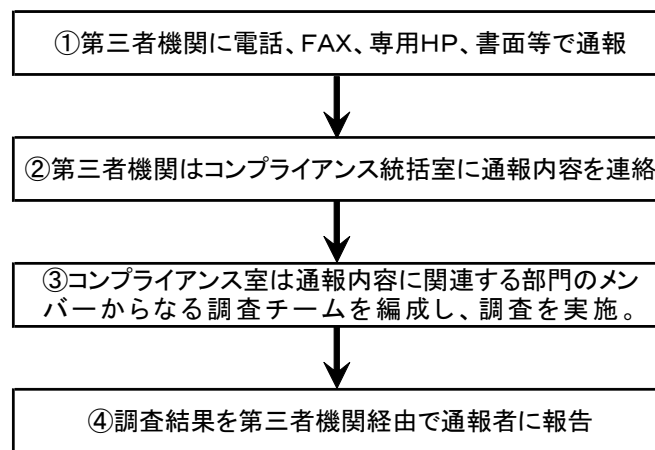 ①第三者機関に電話、FAX、専用HP、書面等で通報
②第三者機関はコンプライアンス統括室に通報内容を連絡
③コンプライアンス室は通報内容に関連する部門のメン
バーからなる調査チームを編成し、調査を実施。
④調査結果を第三者機関経由で通報者に報告